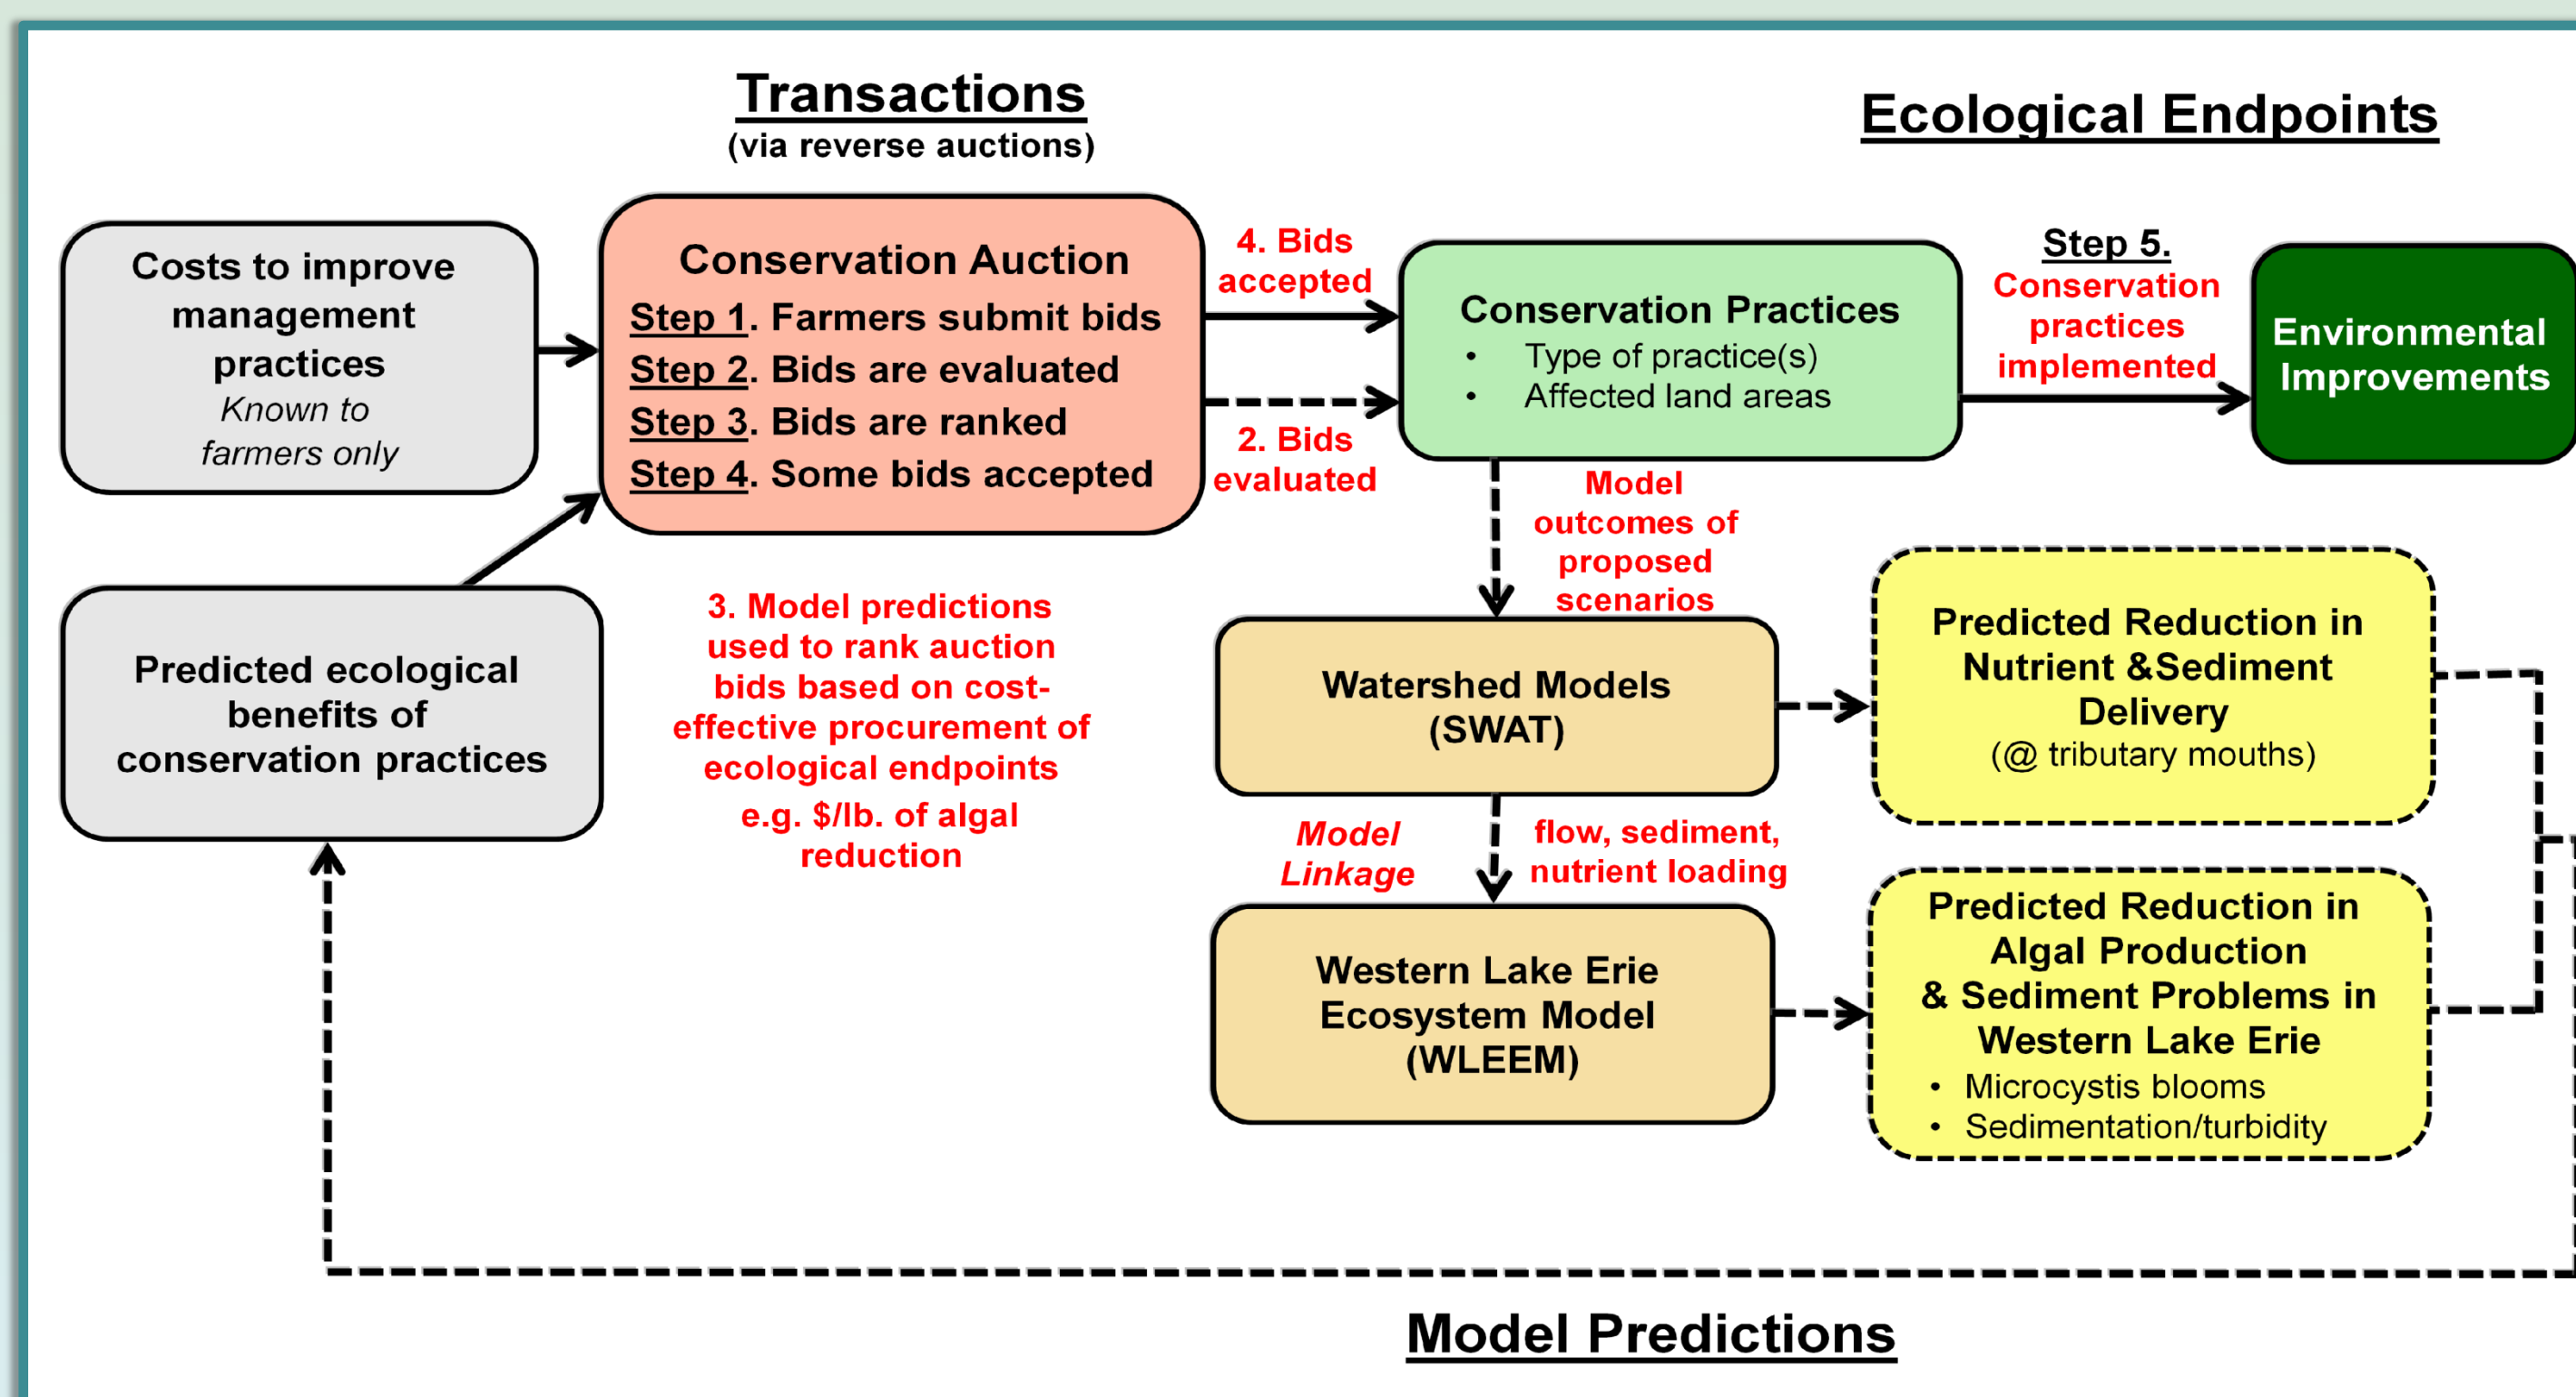 Transactions
(via reverse auctions)
Ecological Endpoints
Costs to improve
management
practices
Known to
farmers only
Conservation Auction
Step 1. Farmers submit bids
Step 2. Bids are evaluated
Step 3. Bids are ranked
Step 4. Some bids accepted
4. Bids
accepted
2. Bids
evaluated
Conservation Practices
• Type of practice(s)
• Affected land areas
Step 5.
Conservation
practices
implemented
Environmental
Improvements
Predicted ecological
benefits of
conservation practices
3. Model predictions
used to rank auction
bids based on cost-
effective procurement of
ecological endpoints
e.g. $/lb. of algal
reduction
Model
outcomes of
proposed
scenarios
Watershed Models
(SWAT)
Predicted Reduction in
Nutrient &Sediment
Delivery
(@ tributary mouths)
Model
Linkage
flow, sediment,
nutrient loading
Western Lake Erie
Ecosystem Model
(WLEEM)
Predicted Reduction in
Algal Production
& Sediment Problems in
Western Lake Erie
• Microcystis blooms
• Sedimentation/turbidity
Model Predictions